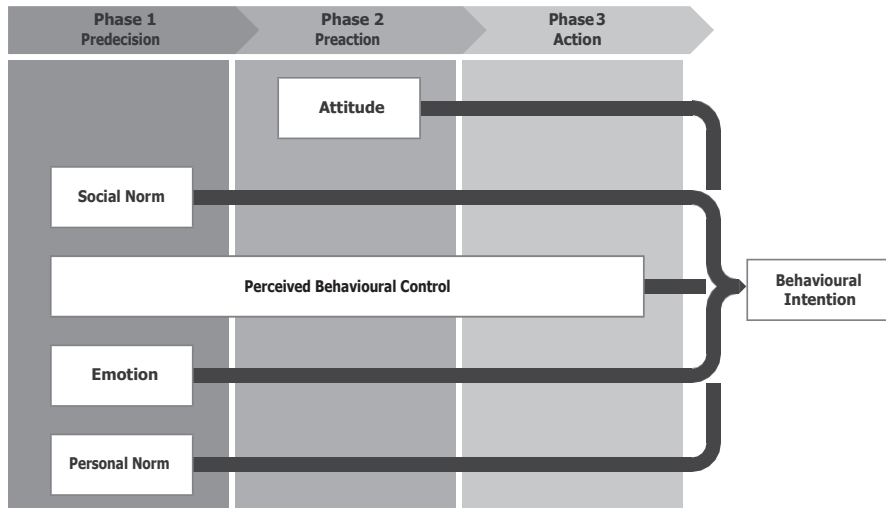 Phase 1
Predecision
Phase 2
Preaction
Phase 3
Action
Attitude
Social Norm
Perceived Behavioural Control
Behavioural
Intention
Emotion
Personal Norm